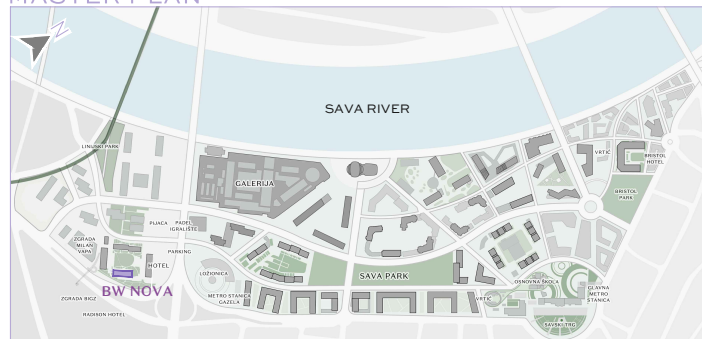 MASTER PLAN
N
SAVA RIVER
LINIJSKI PARK
GALERIJA
VRTIĆ
BRISTOL
HOTEL
BRISTOL
PARK
PIJACA
PADEL
IGRALIŠTE
ZGRADA
MILAN
VAPA
PARKING
HOTEL
LOŽIONICA
SAVA PARK
BW NOVA
METRO STANICA
GAZELA
OSNOVNA ŠKOLA
GLAVNA
METRO
STANICA
ZGRADA BIGZ
VRTIĆ
RADISON HOTEL
SAVSKI TRG